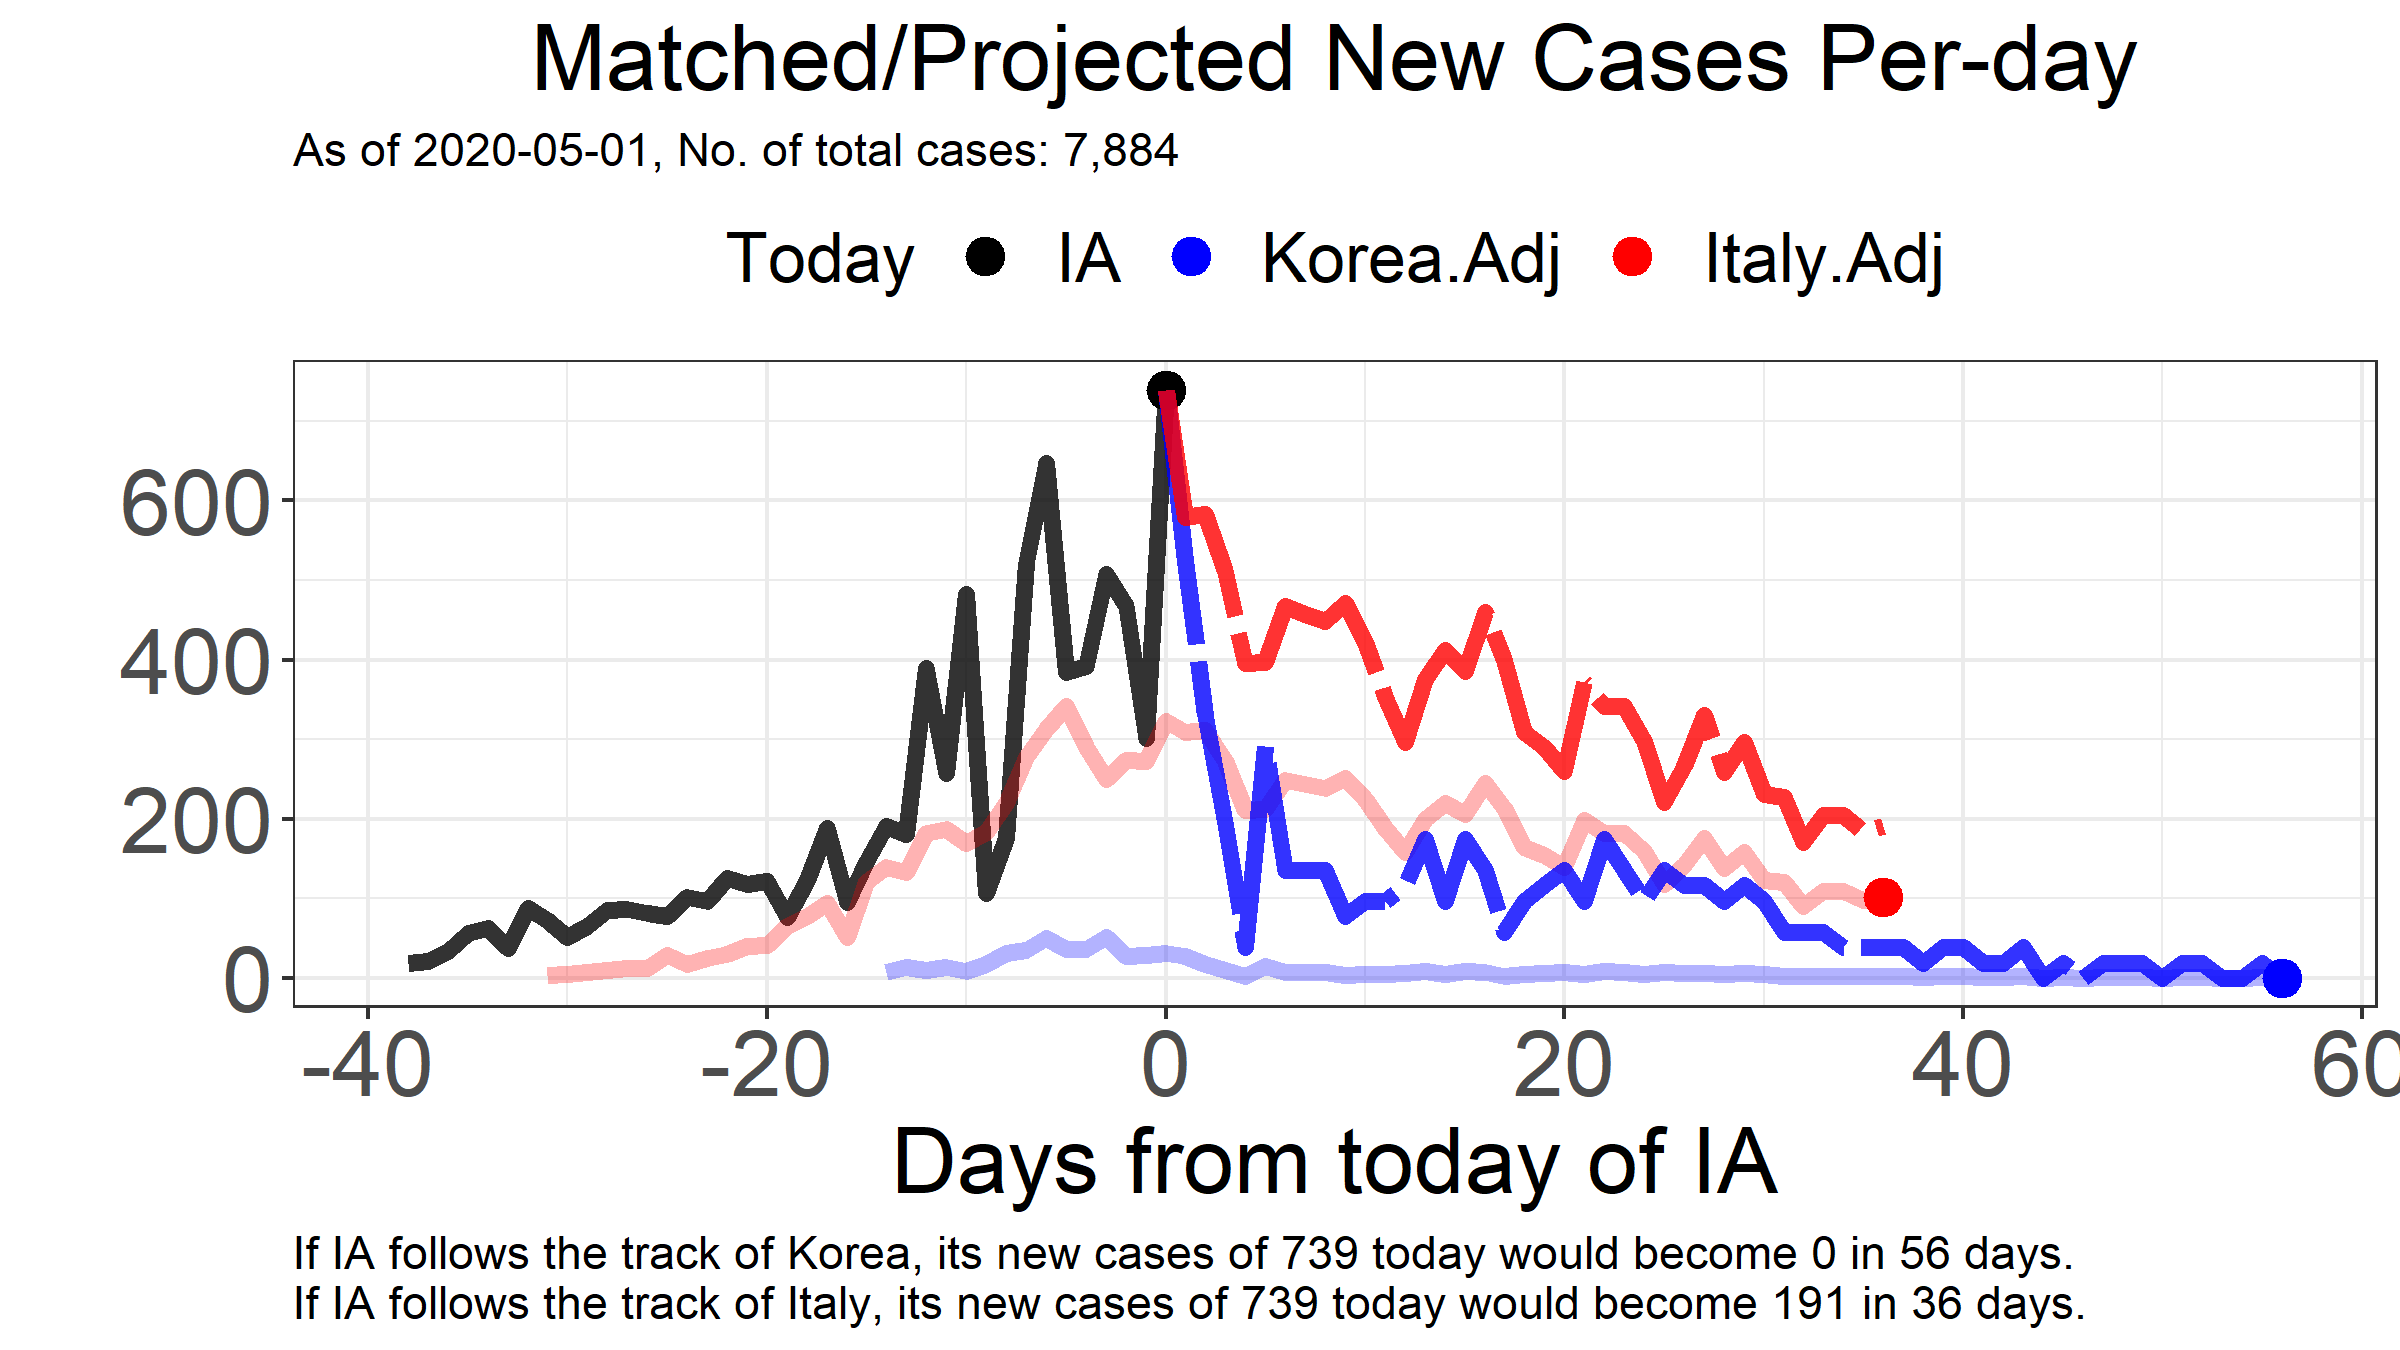 Matched/Projected New Cases Per-day
As of 2020-05-01, No. of total cases: 7,884
Today IA Korea.Adj Italy.Adj
600
400
200
0
-40 -20 0 20 40 60
Days from today of IA
If IA follows the track of Korea, its new cases of 739 today would become 0 in 56 days.
If IA follows the track of Italy, its new cases of 739 today would become 191 in 36 days.